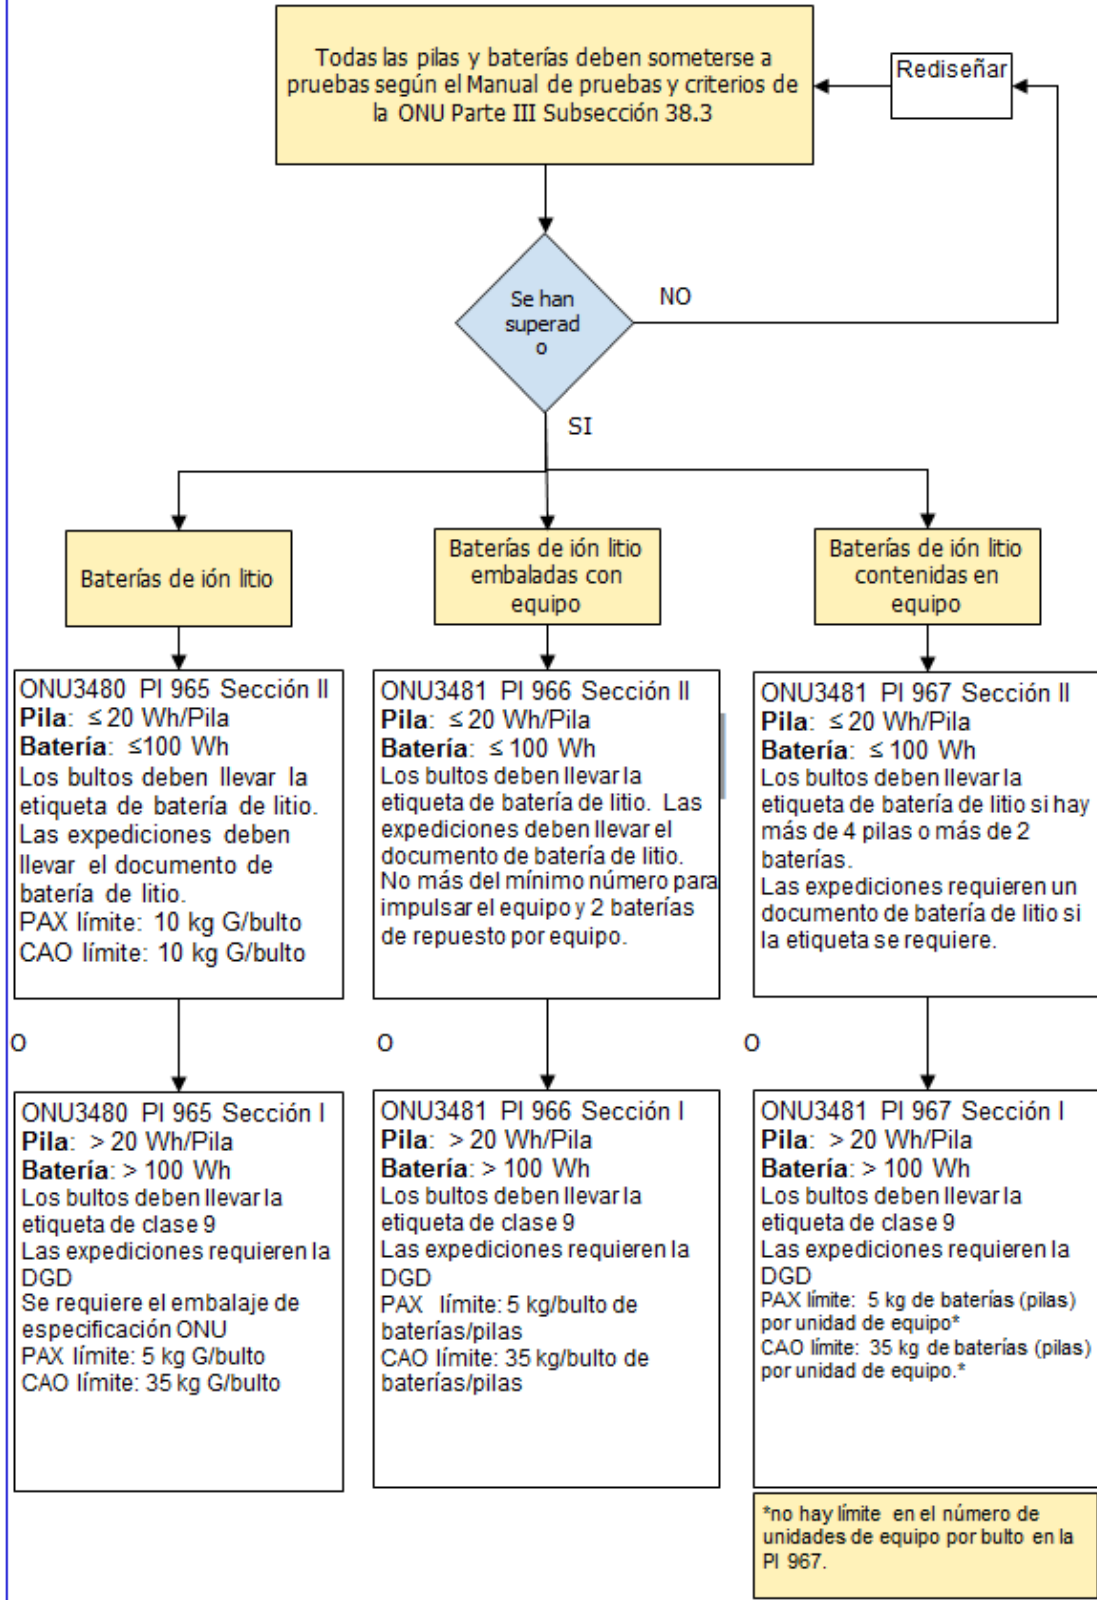 Todas las pilas y baterías deben someterse a
pruebas según el Manual de pruebas y criterios de
la ONU Parte III Subsección 38.3
Rediseñar
Se han
superad
o
NO
SI
Baterías de ión litio
Baterías de ión litio
embaladas con
equipo
Baterías de ión litio
contenidas en
equipo
ONU3480 PI 965 Sección II
Pila: ≤ 20 Wh/Pila
Batería: ≤100 Wh
Los bultos deben llevar la
etiqueta de batería de litio.
Las expediciones deben
llevar el documento de
batería de litio.
PAX límite: 10 kg G/bulto
CAO límite: 10 kg G/bulto
ONU3481 PI 966 Sección II
Pila: ≤ 20 Wh/Pila
Batería: ≤ 100 Wh
Los bultos deben llevar la
etiqueta de batería de litio. Las
expediciones deben llevar el
documento de batería de litio.
No más del mínimo número para
impulsar el equipo y 2 baterías
de repuesto por equipo.
ONU3481 PI 967 Sección II
Pila: ≤ 20 Wh/Pila
Batería: ≤ 100 Wh
Los bultos deben llevar la
etiqueta de batería de litio si hay
más de 4 pilas o más de 2
baterías.
Las expediciones requieren un
documento de batería de litio si
la etiqueta se requiere.
O
O
O
ONU3480 PI 965 Sección I
Pila: > 20 Wh/Pila
Batería: > 100 Wh
Los bultos deben llevar la
etiqueta de clase 9
Las expediciones requieren la
DGD
Se requiere el embalaje de
especificación ONU
PAX límite: 5 kg G/bulto
CAO límite: 35 kg G/bulto
ONU3481 PI 966 Sección I
Pila: > 20 Wh/Pila
Batería: > 100 Wh
Los bultos deben llevar la
etiqueta de clase 9
Las expediciones requieren la
DGD
PAX límite: 5 kg/bulto de
baterías/pilas
CAO límite: 35 kg/bulto de
baterías/pilas
ONU3481 PI 967 Sección I
Pila: > 20 Wh/Pila
Batería: > 100 Wh
Los bultos deben llevar la
etiqueta de clase 9
Las expediciones requieren la
DGD
PAX límite: 5 kg de baterías (pilas)
por unidad de equipo*
CAO límite: 35 kg de baterías (pilas)
por unidad de equipo.*
*no hay límite en el número de
unidades de equipo por bulto en la
PI 967.